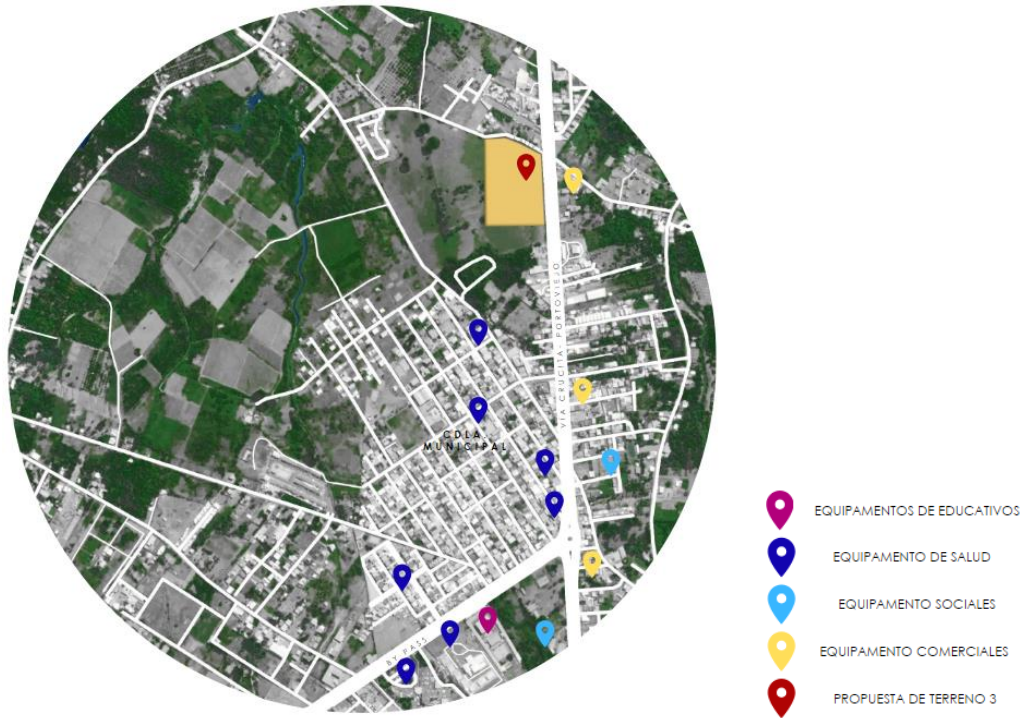 VIA CRUCITA- PORTOVIEJO
CDLA.
MUNICIPAL
BY PASS
EQUIPAMENTOS DE EDUCATIVOS
EQUIPAMENTO DE SALUD
EQUIPAMENTO SOCIALES
EQUIPAMENTO COMERCIALES
PROPUESTA DE TERRENO 3